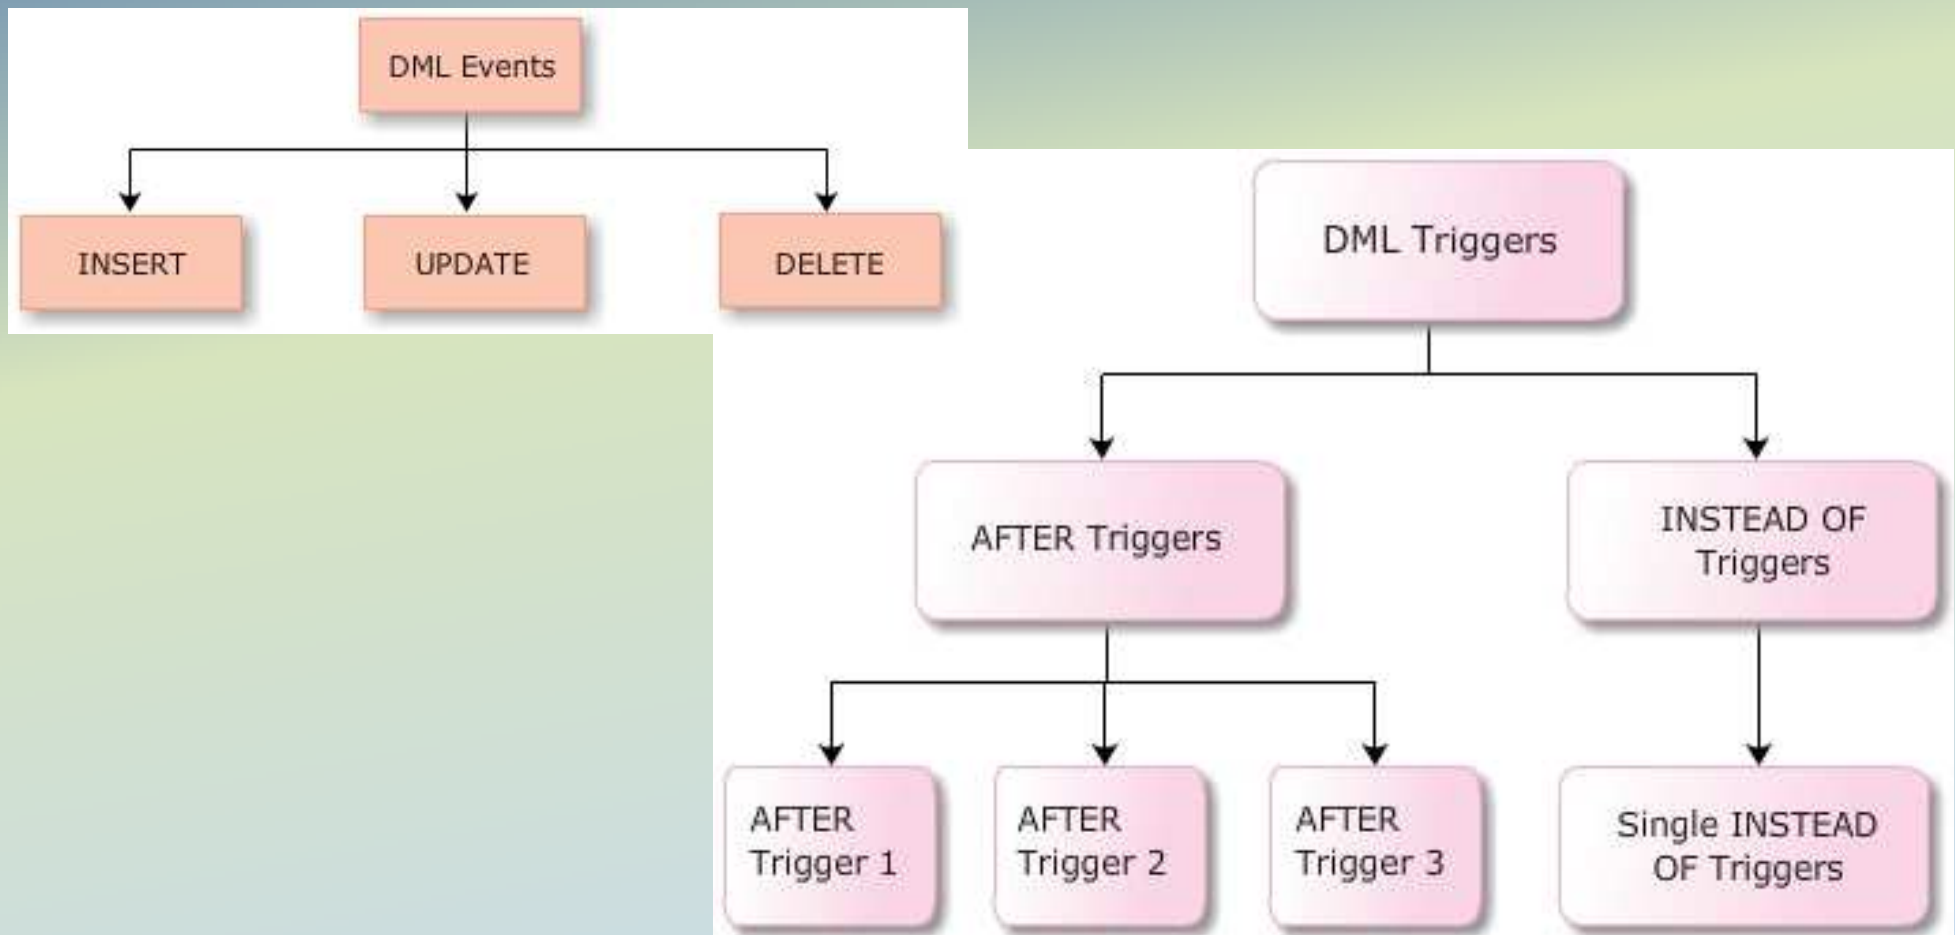 DML Events
INSERT
UPDATE
DELETE
DML Triggers
AFTER Triggers
INSTEAD OF
Triggers
AFTER
Trigger 1
AFTER
Trigger 2
AFTER
Trigger 3
Single INSTEAD
OF Triggers